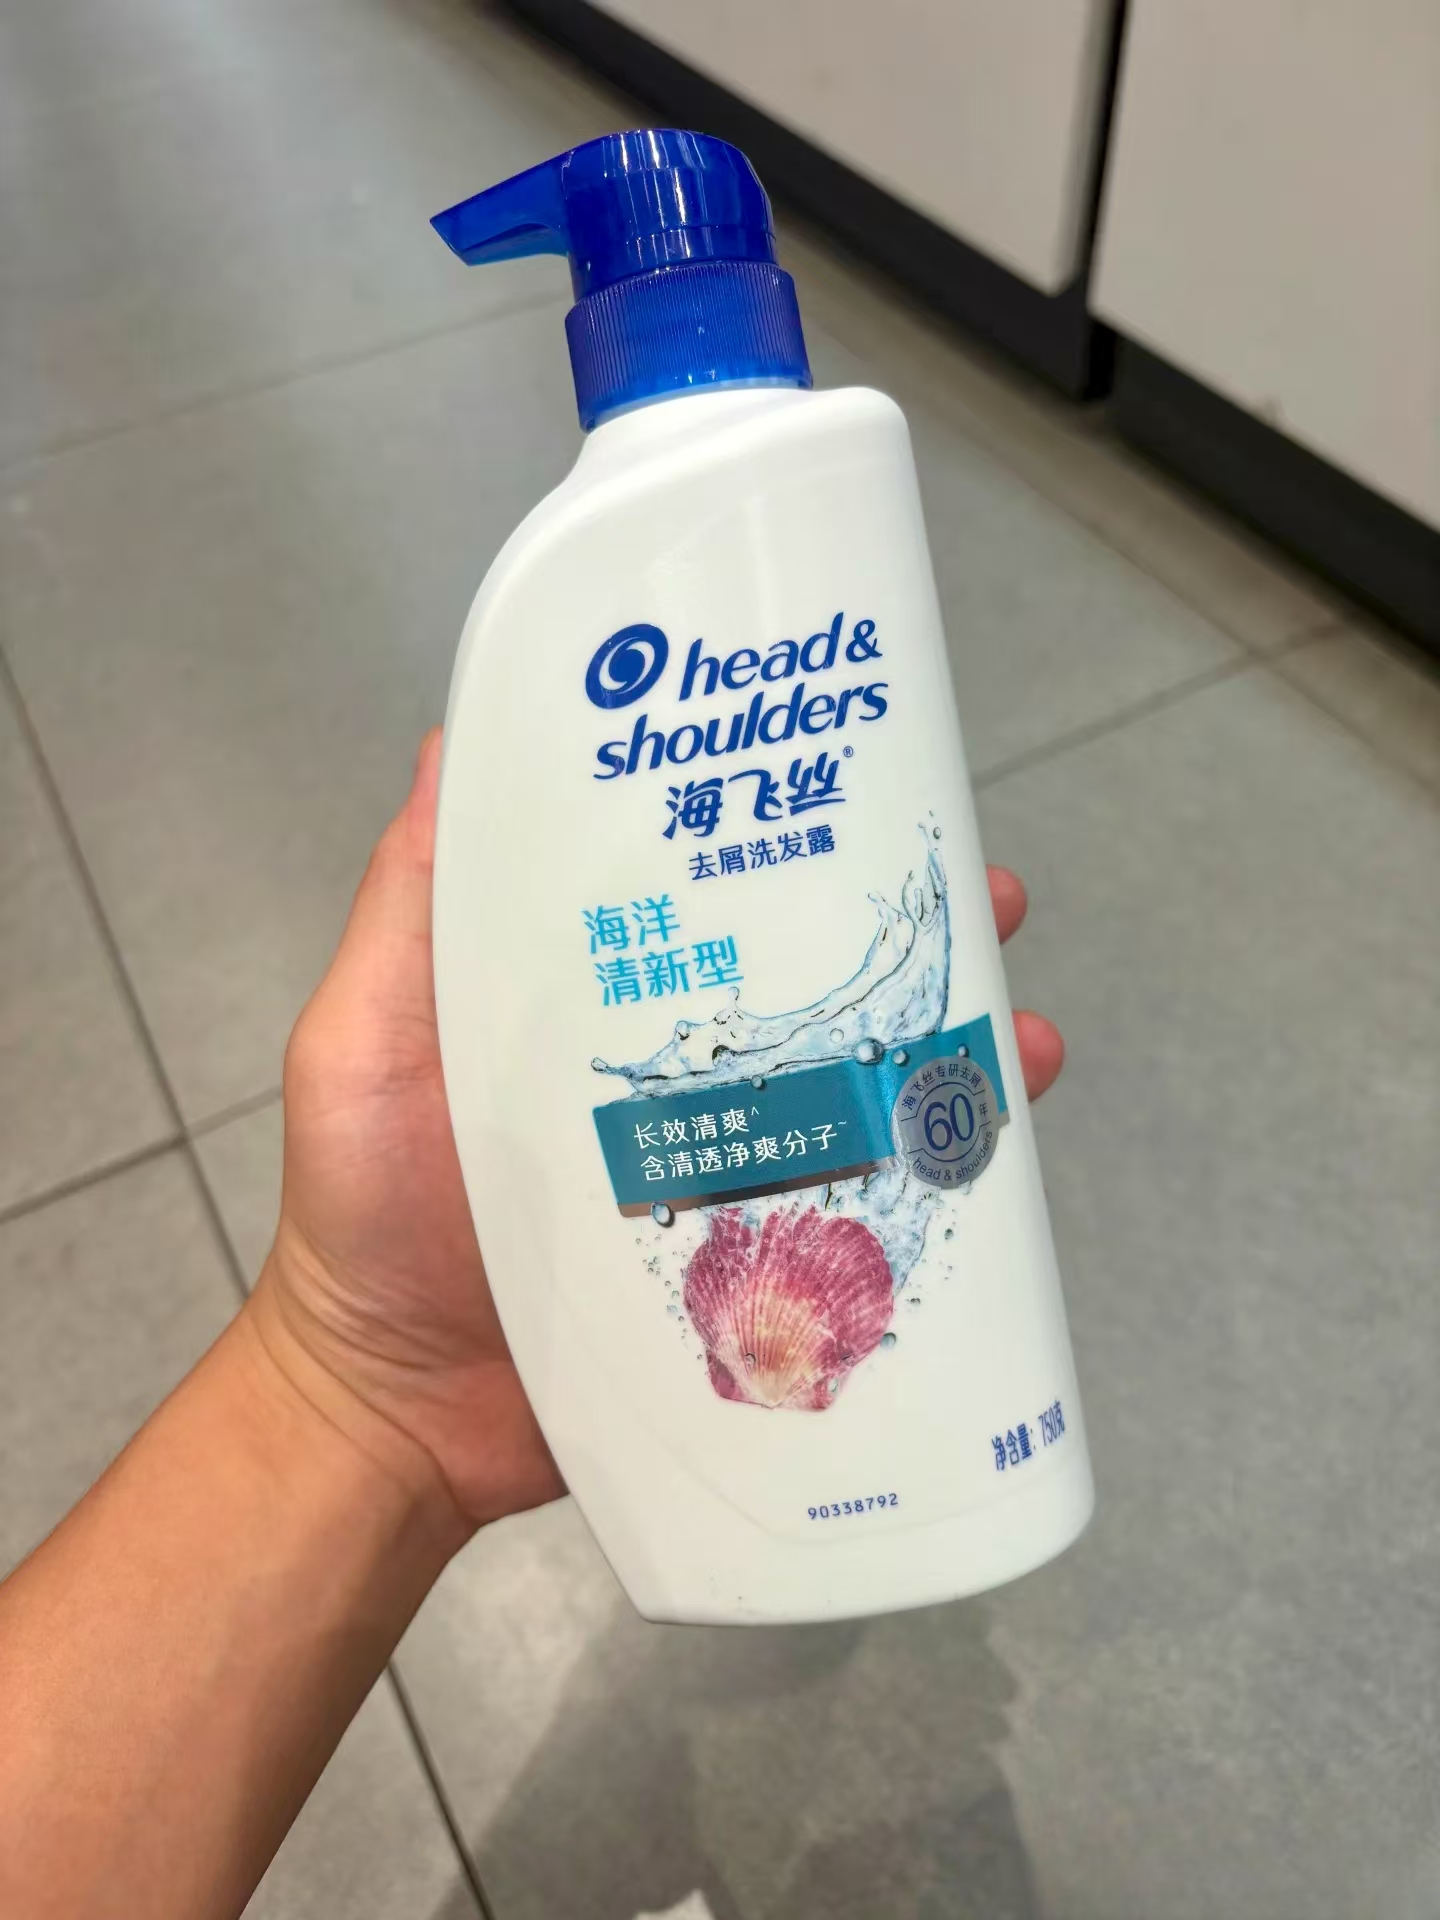 head &
shoulders
海飞丝®
去屑洗发露
海洋
清新型
长效清爽^
含清透净爽分子~
海飞丝专研去屑
60年
head & shoulders
净含量：750克
90338792